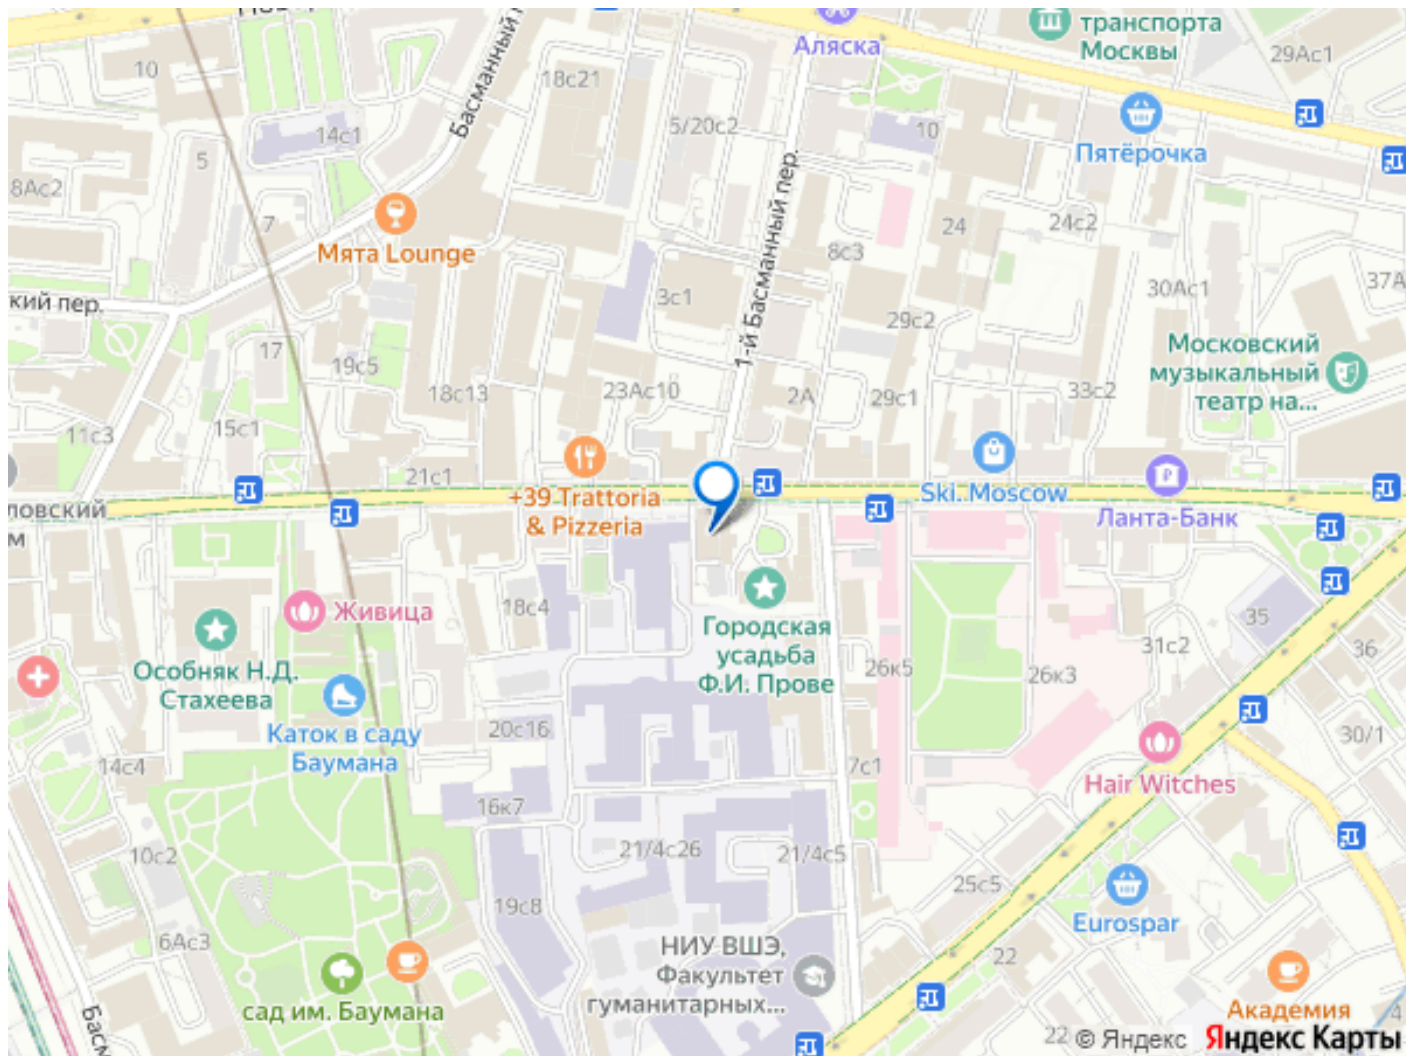 транспорта
Москвы
Аляска
29Ас1
10
18с21
Басманный п
5/20с2
10
14с1
5
Пятёрочка
8Ас2
7
1-й Басманный пер.
24
24с2
Мята Lounge
8с3
кий пер.
3с1
30Ас1
37А
29с2
17
19с5
Московский
музыкальный
театр на...
18с13
23Ас10
2А
29с1
33с2
11с3
15с1
21с1
ловский
м
+39 Trattoria
& Pizzeria
Ski. Moscow
Ланта-Банк
Живица
18с4
Городская
усадьба
Ф.И. Прове
35
36
31с2
Особняк Н.Д.
Стахеева
26к5
26к3
Каток в саду
Баумана
20с16
30/1
14с4
7с1
Hair Witches
16к7
10с2
21/4с26
21/4с5
25с5
19с8
Eurospar
6Ас3
НИУ ВШЭ,
Факультет
гуманитарных...
22
сад им. Баумана
Академия
4
Басм
22
© Яндекс
Яндекс Карты